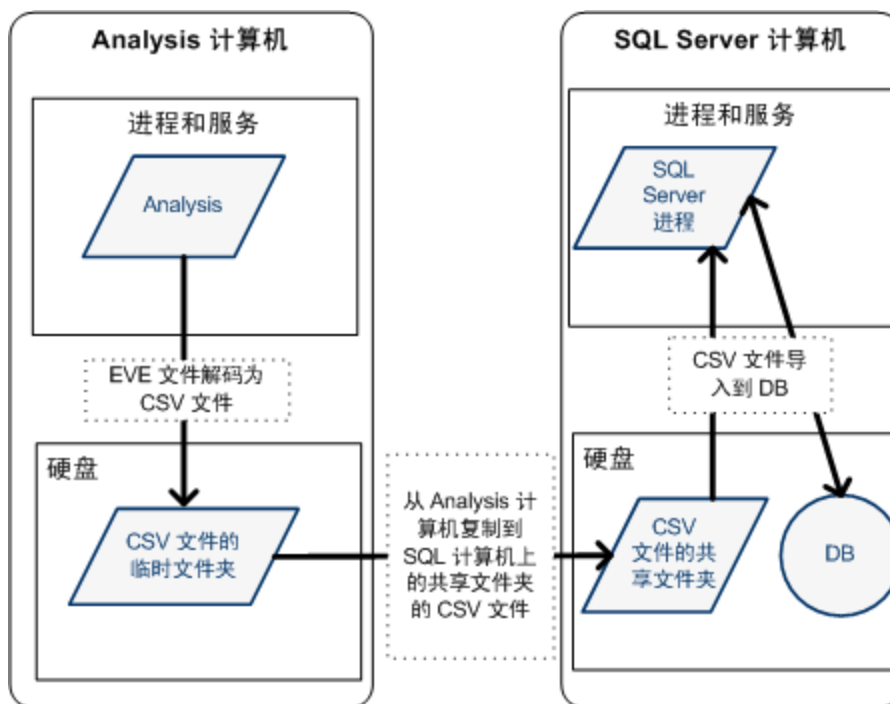 Analysis 计算机
进程和服务
Analysis
EVE 文件解码为
CSV 文件
硬盘
CSV 文件的
临时文件夹
从 Analysis 计
算机复制到
SQL 计算机上
的共享文件夹
的 CSV 文件
SQL Server 计算机
进程和服务
SQL
Server
进程
CSV 文件导
入到 DB
硬盘
CSV
文件的共
享文件夹
DB